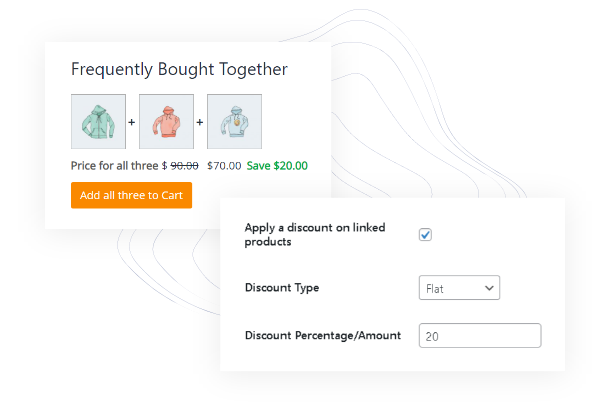 Frequently Bought Together
+ +
Price for all three $ 90.00 $70.00 Save $20.00
Add all three to Cart
Apply a discount on linked
products
Discount Type Flat
Discount Percentage/Amount 20